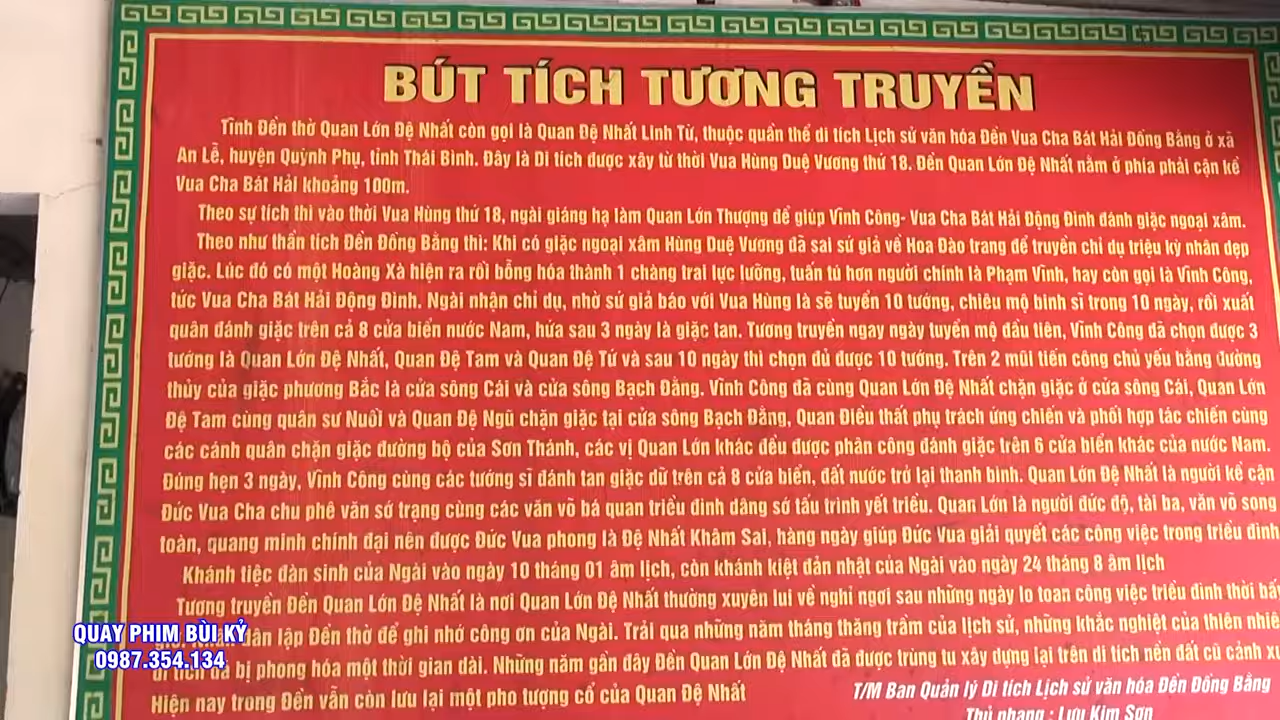 BÚT TÍCH TƯƠNG TRUYỀN
Tĩnh Đền thờ Quan Lớn Đệ Nhất còn gọi là Quan Đệ Nhất Linh Từ, thuộc quần thể di tích Lịch sử văn hóa Đền Vua Cha Bát Hải Đồng Bằng ở xã
An Lễ, huyện Quỳnh Phụ, tỉnh Thái Bình. Đây là Di tích được xây từ thời Vua Hùng Duệ Vương thứ 18. Đền Quan Lớn Đệ Nhất nằm ở phía phải cận kề
Vua Cha Bát Hải khoảng 100m.
Theo sự tích thì vào thời Vua Hùng thứ 18, ngài giáng hạ làm Quan Lớn Thượng để giúp Vĩnh Công- Vua Cha Bát Hải Động Đình đánh giặc ngoại xâm.
Theo như thần tích Đền Đồng Bằng thì: Khi có giặc ngoại xâm Hùng Duệ Vương đã sai sứ giả về Hoa Đào trang để truyền chỉ dụ triệu kỳ nhân dẹp
giặc. Lúc đó có một Hoàng Xà hiện ra rồi bỗng hóa thành 1 chàng trai lực lưỡng, tuấn tú hơn người chính là Phạm Vĩnh, hay còn gọi là Vĩnh Công,
tức Vua Cha Bát Hải Động Đình. Ngài nhận chỉ dụ, nhờ sứ giả báo với Vua Hùng là sẽ tuyển 10 tướng, chiêu mộ binh sĩ trong 10 ngày, rồi xuất
quân đánh giặc trên cả 8 cửa biển nước Nam, hứa sau 3 ngày là giặc tan. Tương truyền ngay ngày tuyển mộ đầu tiên, Vĩnh Công đã chọn được 3
tướng là Quan Lớn Đệ Nhất, Quan Đệ Tam và Quan Đệ Tứ và sau 10 ngày thì chọn đủ được 10 tướng. Trên 2 mũi tiến công chủ yếu bằng đường
thủy của giặc phương Bắc là cửa sông Cái và cửa sông Bạch Đằng. Vĩnh Công đã cùng Quan Lớn Đệ Nhất chặn giặc ở cửa sông Cái, Quan Lớn
Đệ Tam cùng quân sư Nuồi và Quan Đệ Ngũ chặn giặc tại cửa sông Bạch Đằng, Quan Điều thất phụ trách ứng chiến và phối hợp tác chiến cùng
các cánh quân chặn giặc đường bộ của Sơn Thánh, các vị Quan Lớn khác đều được phân công đánh giặc trên 6 cửa biển khác của nước Nam.
Đúng hẹn 3 ngày, Vĩnh Công cùng các tướng sĩ đánh tan giặc dữ trên cả 8 cửa biển, đất nước trở lại thanh bình. Quan Lớn Đệ Nhất là người kề cận
Đức Vua Cha chu phê văn sớ trạng cùng các văn võ bá quan triều đình dâng sớ tấu trình yết triều. Quan Lớn là người đức độ, tài ba, văn võ song
toàn, quang minh chính đại nên được Đức Vua phong là Đệ Nhất Khâm Sai, hàng ngày giúp Đức Vua giải quyết các công việc trong triều đình
Khánh tiệc đàn sinh của Ngài vào ngày 10 tháng 01 âm lịch, còn khánh kiệt đản nhật của Ngài vào ngày 24 tháng 8 âm lịch
Tương truyền Đền Quan Lớn Đệ Nhất là nơi Quan Lớn Đệ Nhất thường xuyên lui về nghỉ ngơi sau những ngày lo toan công việc triều đình thời bấ
lập Đền thờ để ghi nhớ công ơn của Ngài. Trải qua những năm tháng thăng trầm của lịch sử, những khắc nghiệt của thiên nhiê
bị phong hóa một thời gian dài. Những năm gần đây Đền Quan Lớn Đệ Nhất đã được trùng tu xây dựng lại trên di tích nền đất cũ cảnh xu
Hiện nay trong Đền vẫn còn lưu lại một pho tượng cổ của Quan Đệ Nhất
T/M Ban Quản lý Di tích Lịch sử văn hóa Đền Đồng Bằng
Thủ nhang : Lưu Kim Sơn
QUAY PHIM BÙI KỶ
0987.354.134